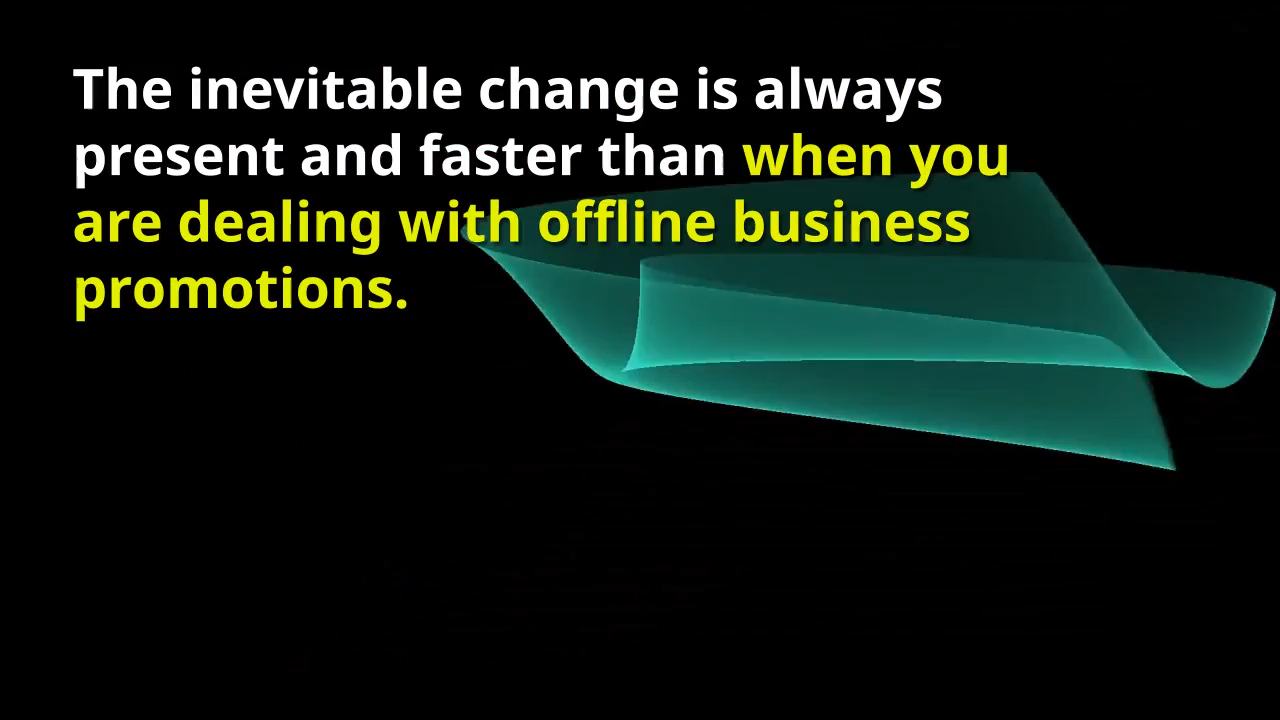 The inevitable change is always
present and faster than when you
are dealing with offline business
promotions.